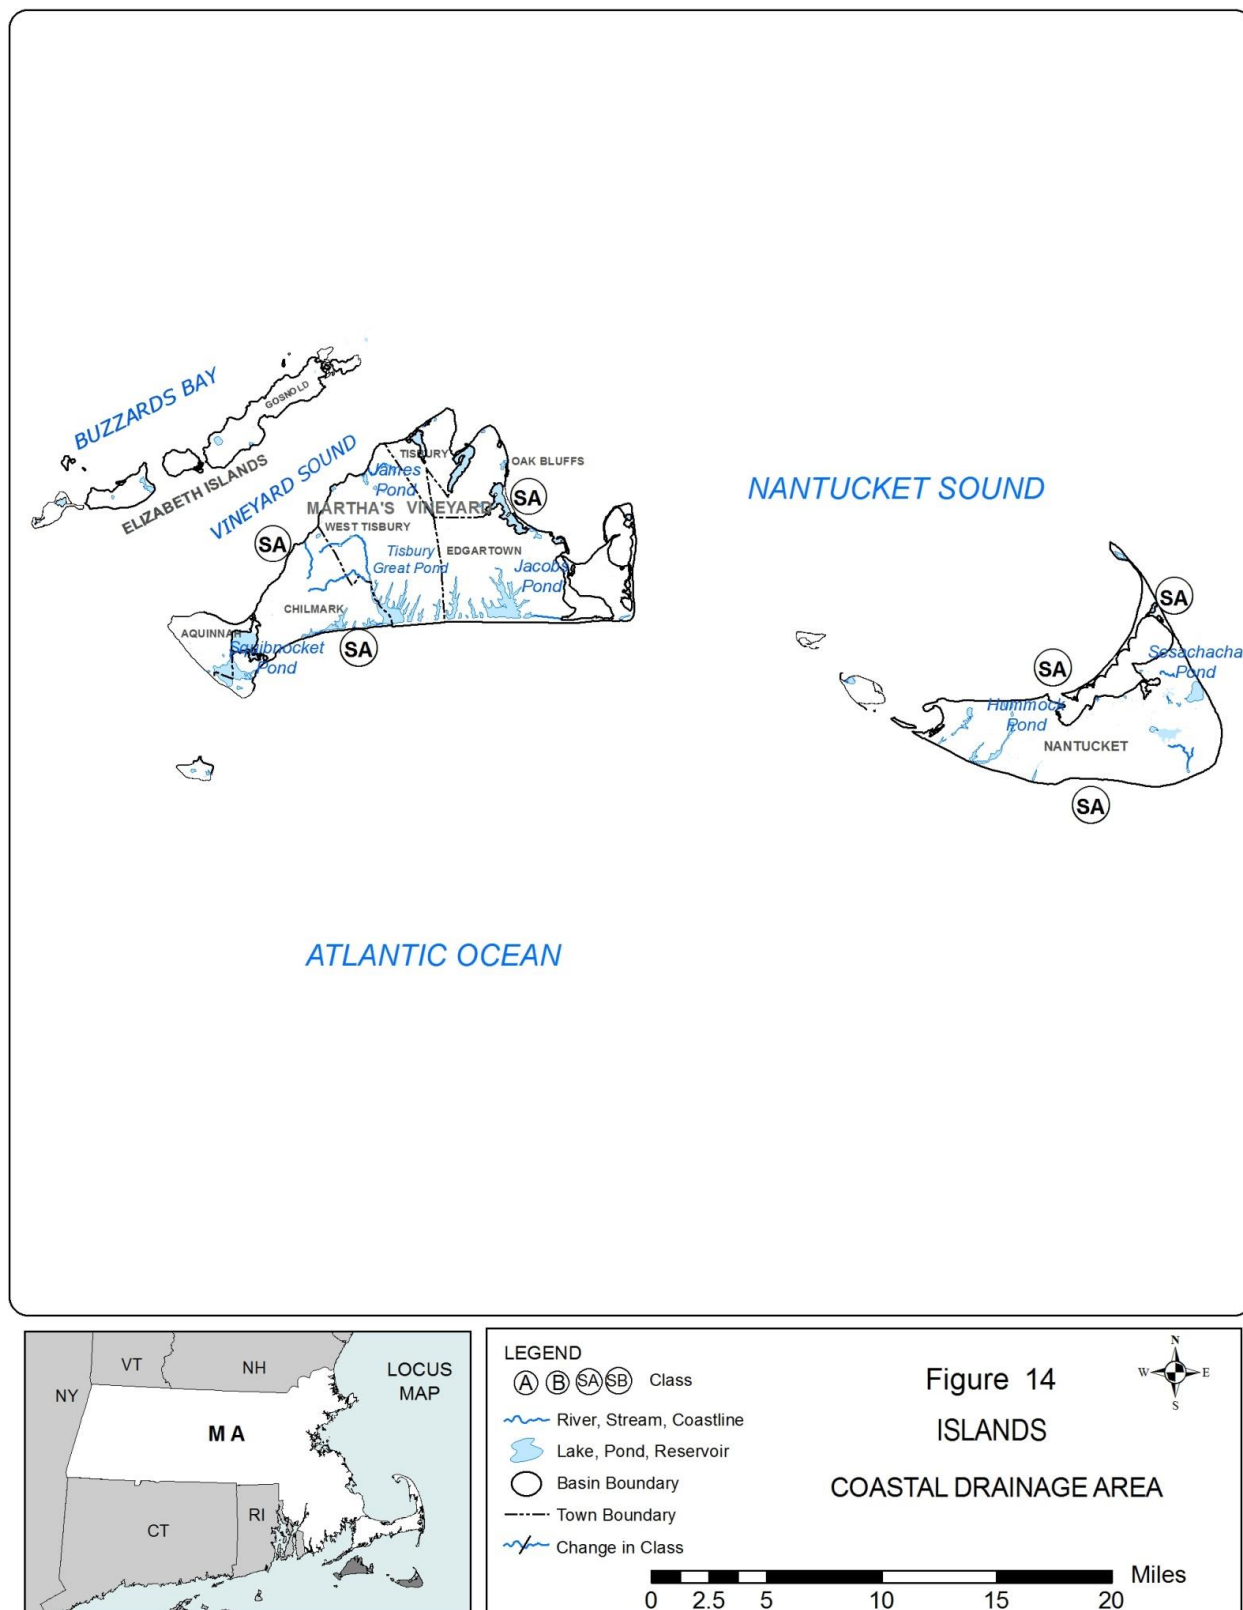 BUZZARDS BAY
GOSNOLD
ELIZABETH ISLANDS
VINEYARD SOUND
TISBURY
OAK BLUFFS
James
Pond
SA
MARTHA'S VINEYARD
WEST TISBURY
SA
Tisbury
Great Pond
EDGARTOWN
Jacobs
Pond
CHILMARK
AQUINNAH
Squibnocket
Pond
SA
NANTUCKET SOUND
SA
SA
Sesachacha
Pond
Hummock
Pond
NANTUCKET
SA
ATLANTIC OCEAN
VT
NH
NY
LOCUS
MAP
MA
CT
RI
LEGEND
A B SA SB Class
River, Stream, Coastline
Lake, Pond, Reservoir
Basin Boundary
Town Boundary
Change in Class
Figure 14
ISLANDS
COASTAL DRAINAGE AREA
N
W E
S
Miles
0 2.5 5 10 15 20